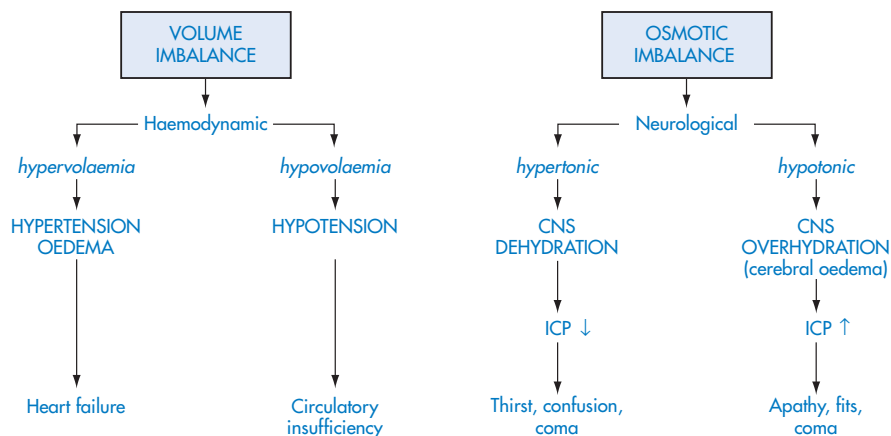 VOLUME
IMBALANCE
OSMOTIC
IMBALANCE
Haemodynamic
Neurological
hypervolaemia
hypovolaemia
hypertonic
hypotonic
HYPERTENSION
OEDEMA
HYPOTENSION
CNS
DEHYDRATION
CNS
OVERHYDRATION
(cerebral oedema)
ICP ↓
ICP ↑
Heart failure
Circulatory
insufficiency
Thirst, confusion,
coma
Apathy, fits,
coma